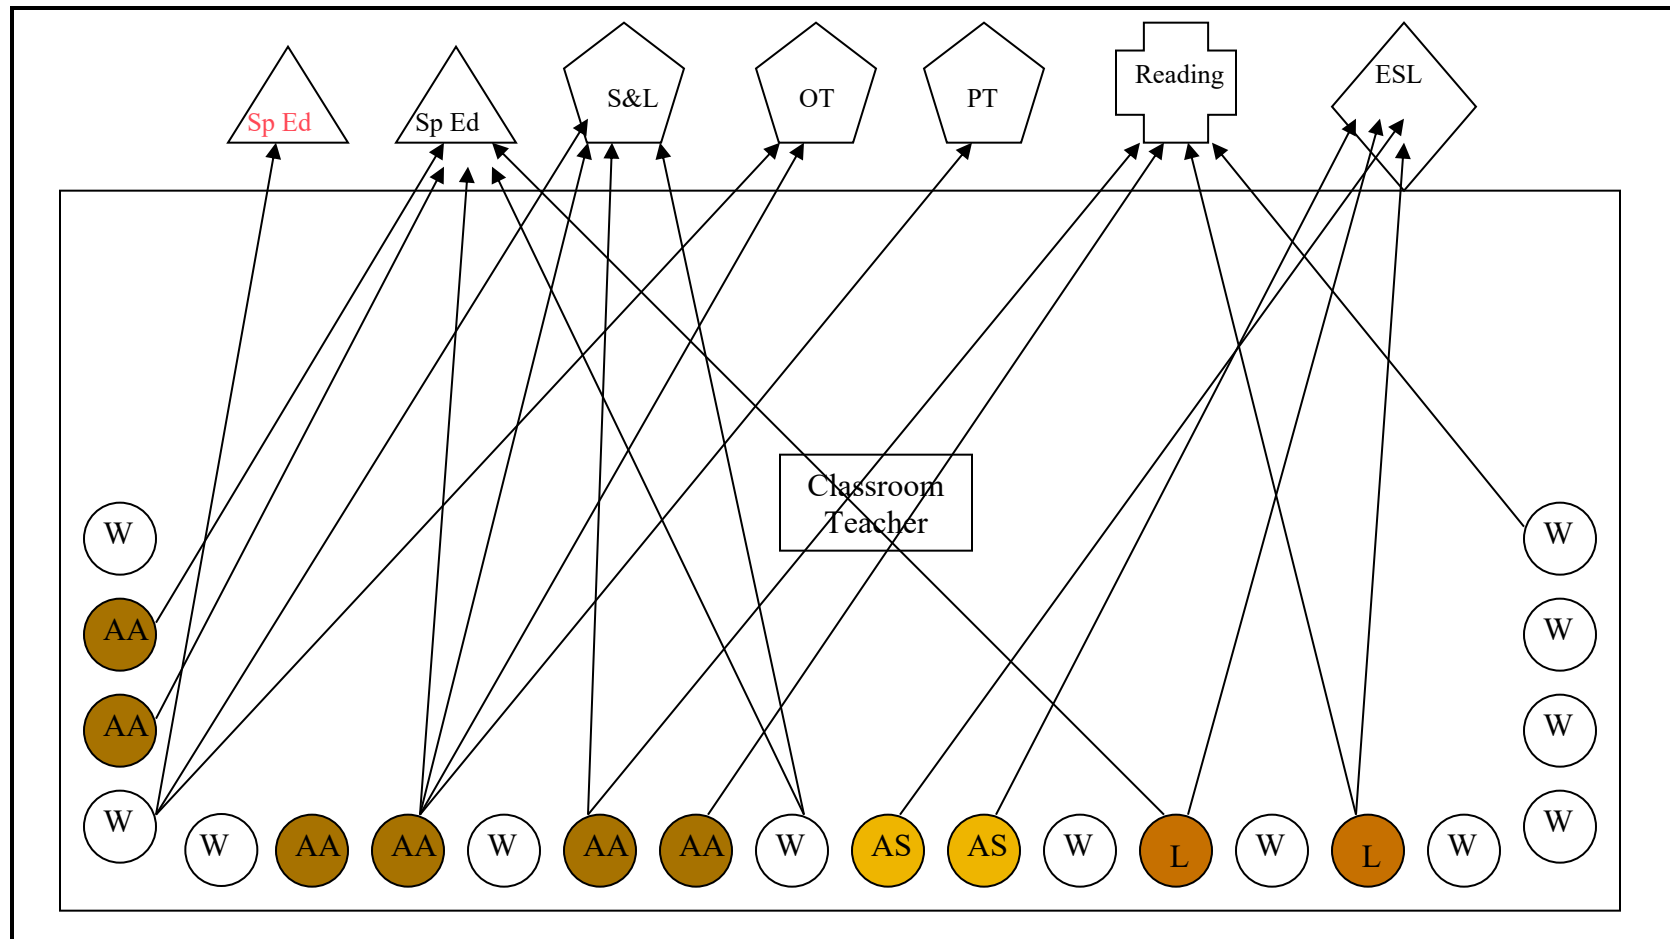 Sp Ed
Sp Ed
S&L
OT
PT
Reading
ESL
Classroom
Teacher
W
W
AA
W
AA
W
W
W
W
AA
AA
W
AA
AA
W
AS
AS
W
L
W
L
W